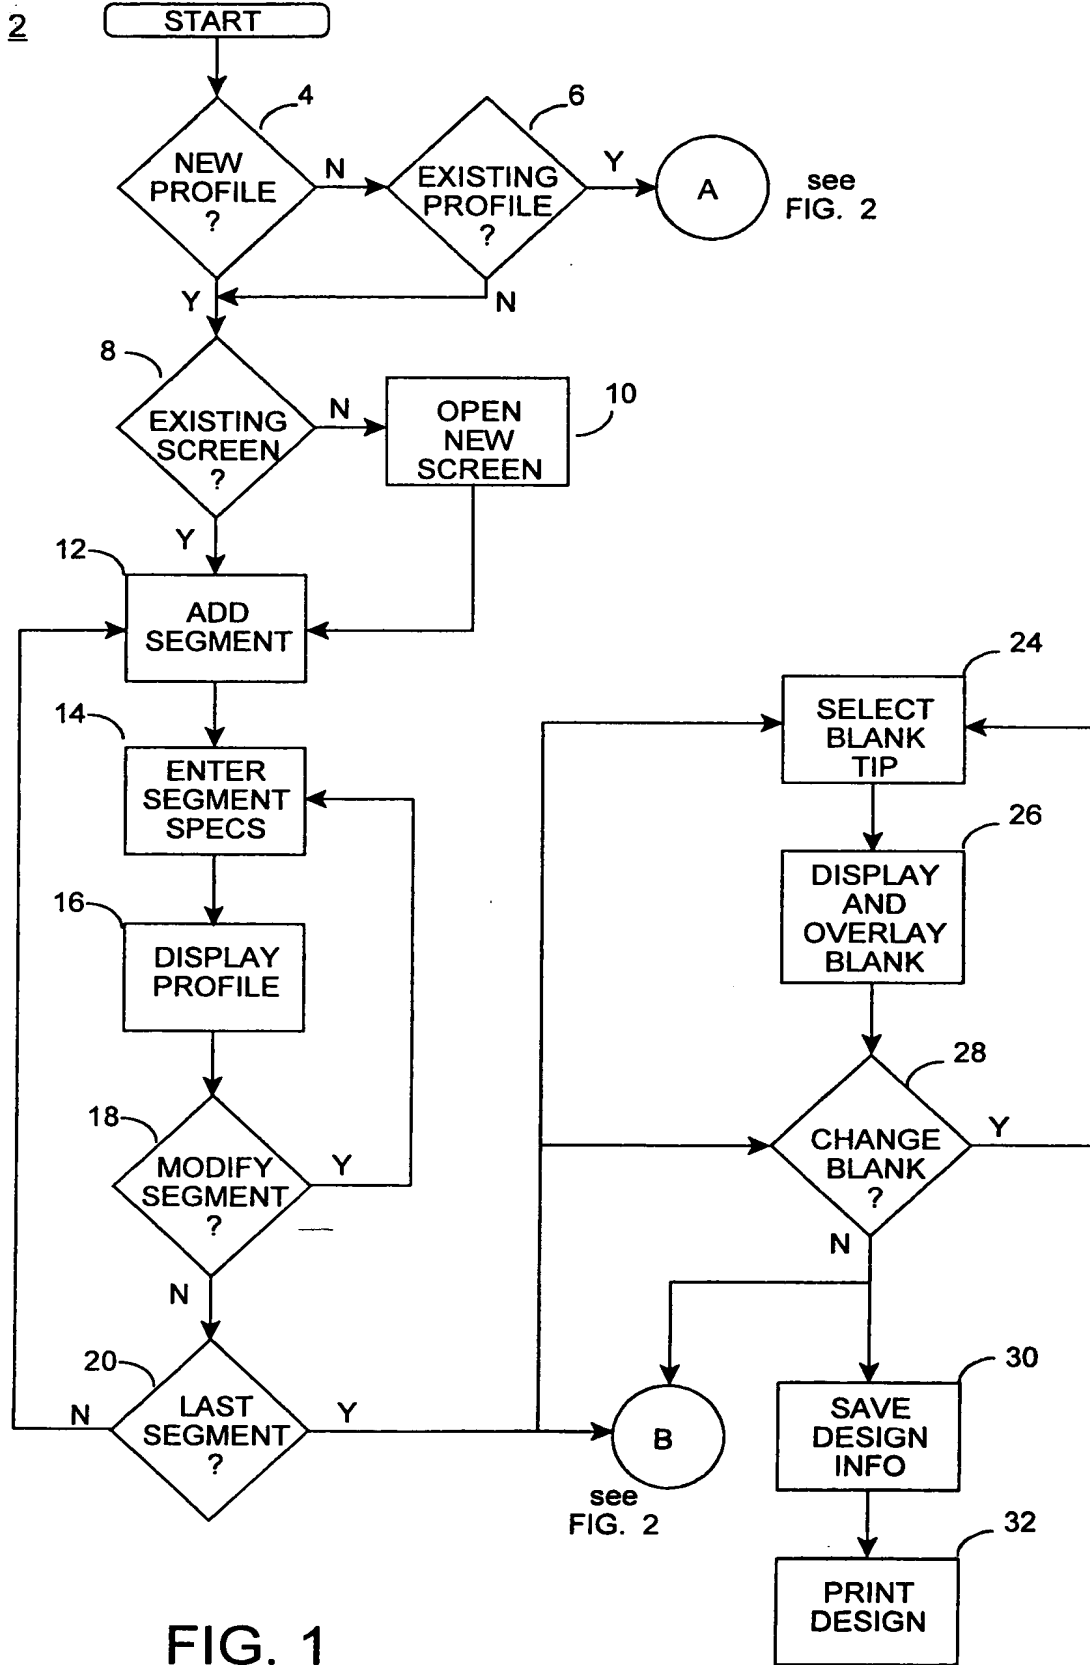 2
START
4
NEW
PROFILE
?
N
6
EXISTING
PROFILE
?
Y
A
see
FIG. 2
Y
N
8
EXISTING
SCREEN
?
N
10
OPEN
NEW
SCREEN
Y
12
ADD
SEGMENT
14
ENTER
SEGMENT
SPECS
16
DISPLAY
PROFILE
18
MODIFY
SEGMENT
?
Y
N
20
LAST
SEGMENT
?
N
Y
B
see
FIG. 2
24
SELECT
BLANK
TIP
26
DISPLAY
AND
OVERLAY
BLANK
28
CHANGE
BLANK
?
Y
N
30
SAVE
DESIGN
INFO
32
PRINT
DESIGN
FIG. 1